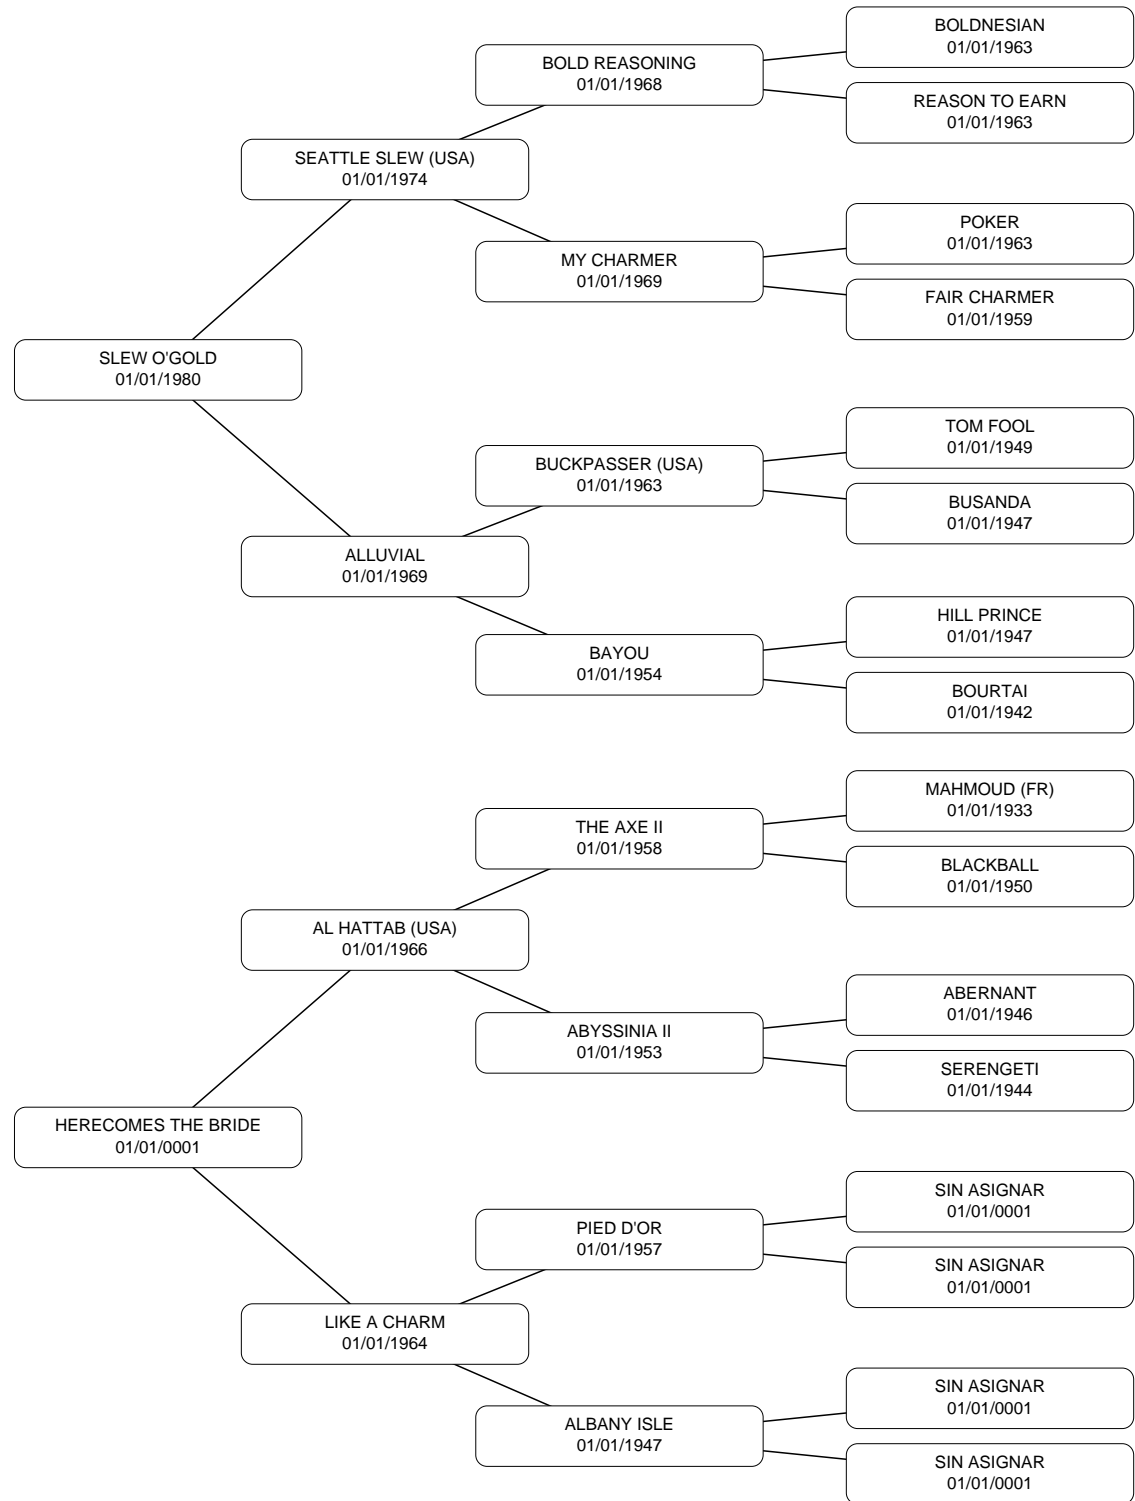 BOLDNESIAN
01/01/1963
BOLD REASONING
01/01/1968
REASON TO EARN
01/01/1963
SEATTLE SLEW (USA)
01/01/1974
POKER
01/01/1963
MY CHARMER
01/01/1969
FAIR CHARMER
01/01/1959
SLEW O'GOLD
01/01/1980
TOM FOOL
01/01/1949
BUCKPASSER (USA)
01/01/1963
BUSANDA
01/01/1947
ALLUVIAL
01/01/1969
HILL PRINCE
01/01/1947
BAYOU
01/01/1954
BOURTAI
01/01/1942
MAHMOUD (FR)
01/01/1933
THE AXE II
01/01/1958
BLACKBALL
01/01/1950
AL HATTAB (USA)
01/01/1966
ABERNANT
01/01/1946
ABYSSINIA II
01/01/1953
SERENGETI
01/01/1944
HERECOMES THE BRIDE
01/01/0001
SIN ASIGNAR
01/01/0001
PIED D'OR
01/01/1957
SIN ASIGNAR
01/01/0001
LIKE A CHARM
01/01/1964
SIN ASIGNAR
01/01/0001
ALBANY ISLE
01/01/1947
SIN ASIGNAR
01/01/0001